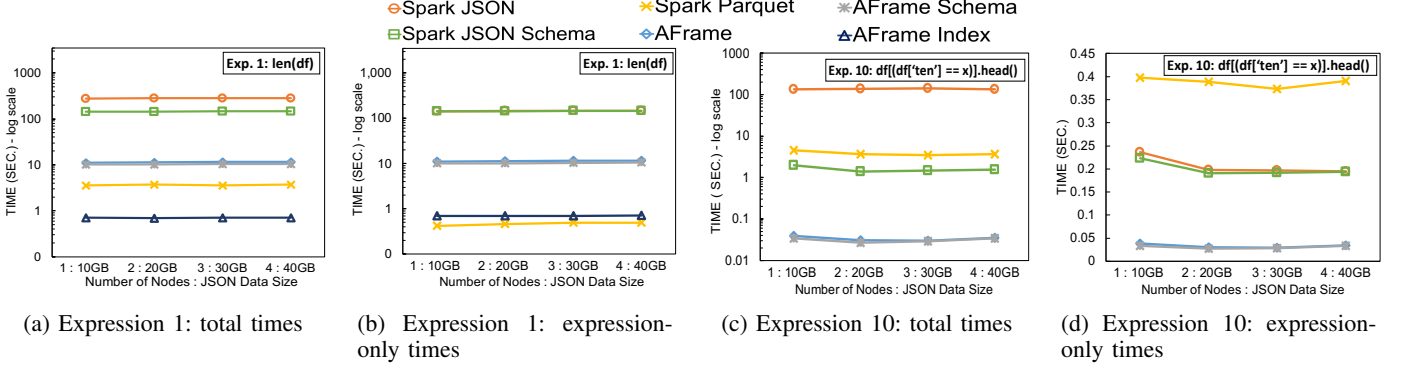 Spark JSON
Spark Parquet
AFrame Schema
Spark JSON Schema
AFrame
AFrame Index
Exp. 1: len(df)
TIME (SEC.) - log scale
1000
100
10
1
0
1 : 10GB 2 : 20GB 3 : 30GB 4 : 40GB
Number of Nodes : JSON Data Size
(a) Expression 1: total times
Exp. 1: len(df)
TIME (SEC.) - log scale
1,000
100
10
1
0
1 : 10GB 2 : 20GB 3 : 30GB 4 : 40GB
Number of Nodes : JSON Data Size
(b) Expression 1: expression-
only times
Exp. 10: df[(df['ten'] == x)].head()
TIME ( SEC.) - log scale
1000
100
10
1
0.1
0.01
1 : 10GB 2 : 20GB 3 : 30GB 4 : 40GB
Number of Nodes : JSON Data Size
(c) Expression 10: total times
Exp. 10: df[(df['ten'] == x)].head()
TIME (SEC.)
0.45
0.4
0.35
0.3
0.25
0.2
0.15
0.1
0.05
0
1 : 10GB 2 : 20GB 3 : 30GB 4 : 40GB
Number of Nodes : JSON Data Size
(d) Expression 10: expression-
only times